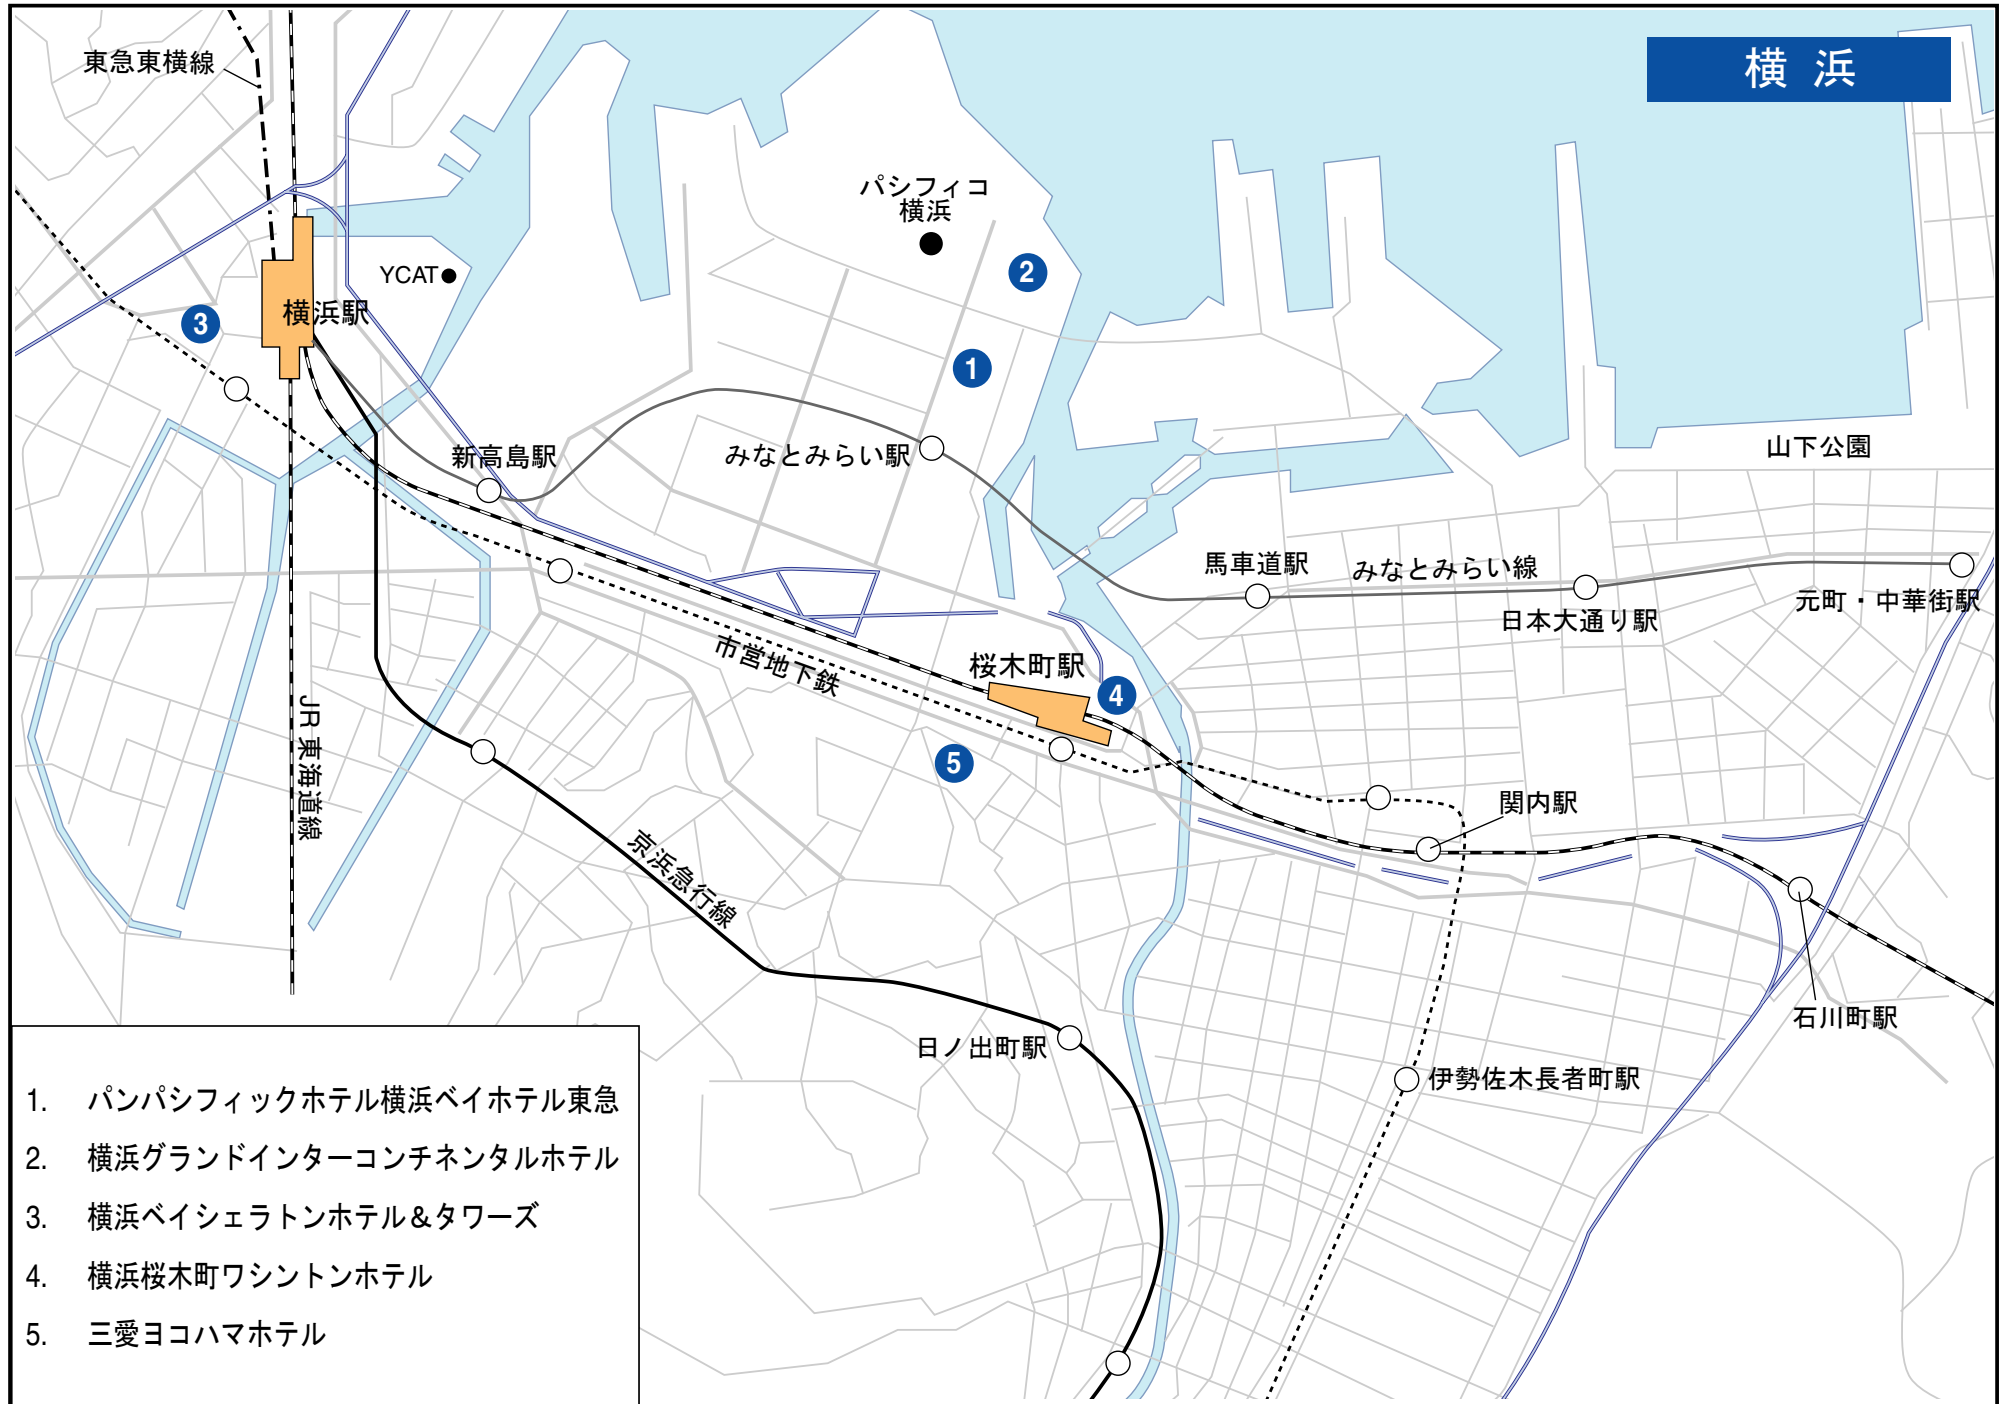 東急東横線
横浜
パシフィコ
横浜
2
YCAT
横浜駅
3
1
新高島駅
みなとみらい駅
山下公園
馬車道駅
みなとみらい線
日本大通り駅
元町・中華街駅
市営地下鉄
桜木町駅
4
5
JR東海道線
関内駅
京浜急行線
石川町駅
日ノ出町駅
伊勢佐木長者町駅
1. パンパシフィックホテル横浜ベイホテル東急
2. 横浜グランドインターコンチネンタルホテル
3. 横浜ベイシェラトンホテル&タワーズ
4. 横浜桜木町ワシントンホテル
5. 三愛ヨコハマホテル